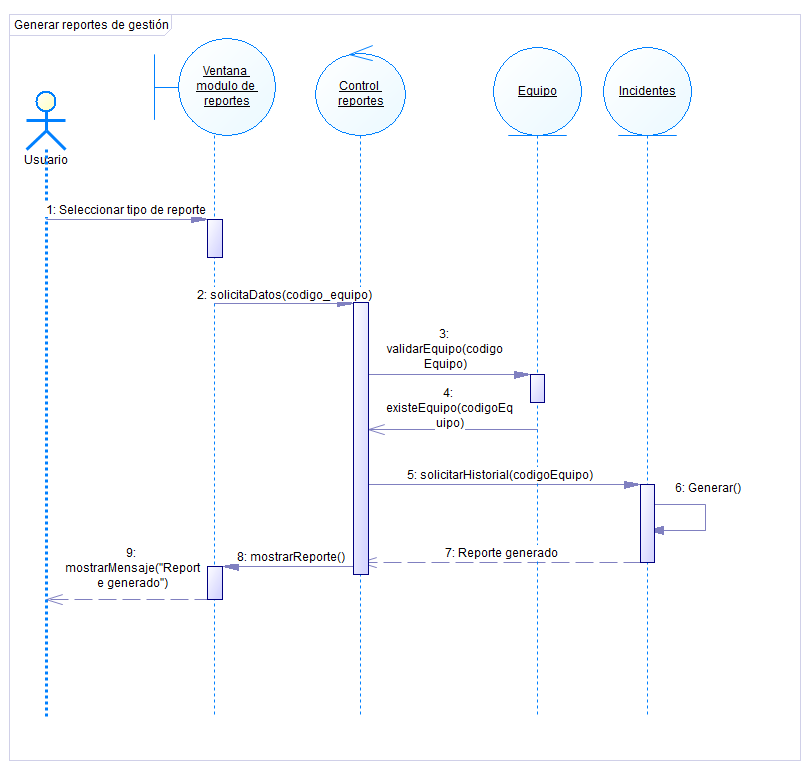 Generar reportes de gestión
Ventana
modulo de
reportes
Control
reportes
Equipo
Incidentes
Usuario
1: Seleccionar tipo de reporte
2: solicitaDatos(codigo_equipo)
3:
validarEquipo(codigo
Equipo)
4:
existeEquipo(codigoEq
uipo)
5: solicitarHistorial(codigoEquipo)
6: Generar()
7: Reporte generado
8: mostrarReporte()
9:
mostrarMensaje("Report
e generado")